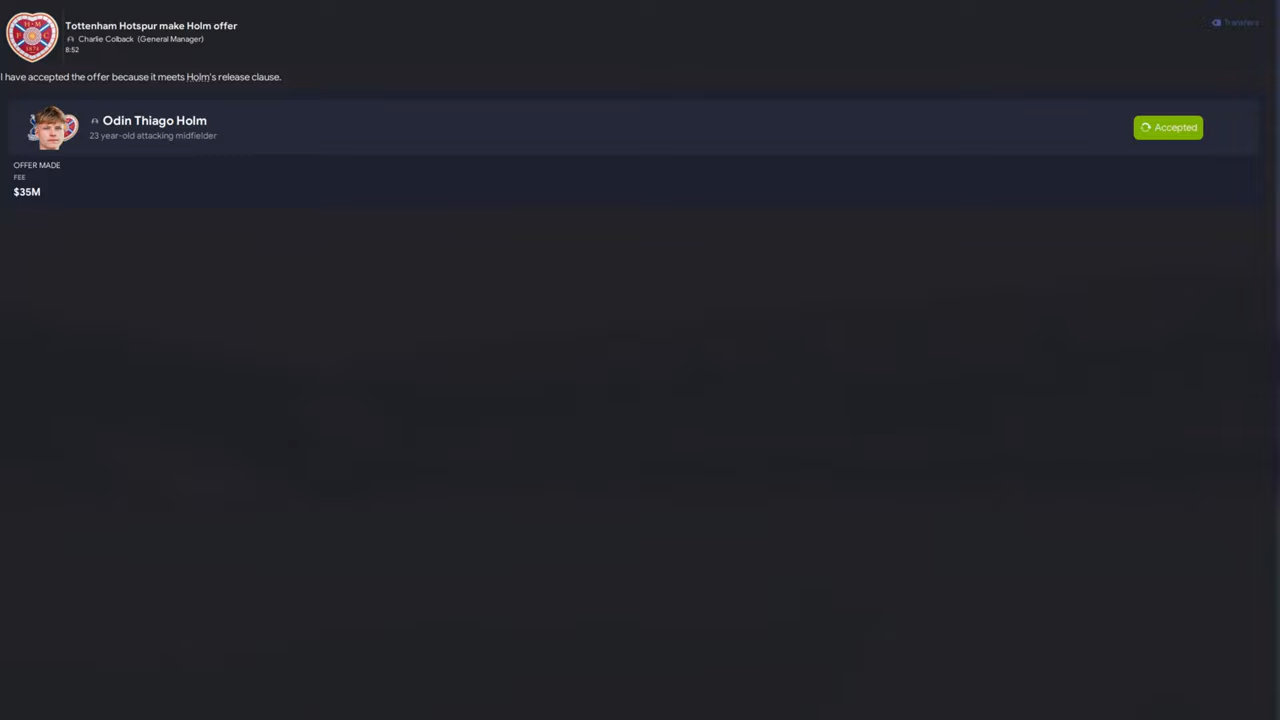 Tottenham Hotspur make Holm offer
Transfers
Charlie Colback (General Manager)
8:52
I have accepted the offer because it meets Holm's release clause.
Odin Thiago Holm
Accepted
23 year-old attacking midfielder
OFFER MADE
FEE
$35M